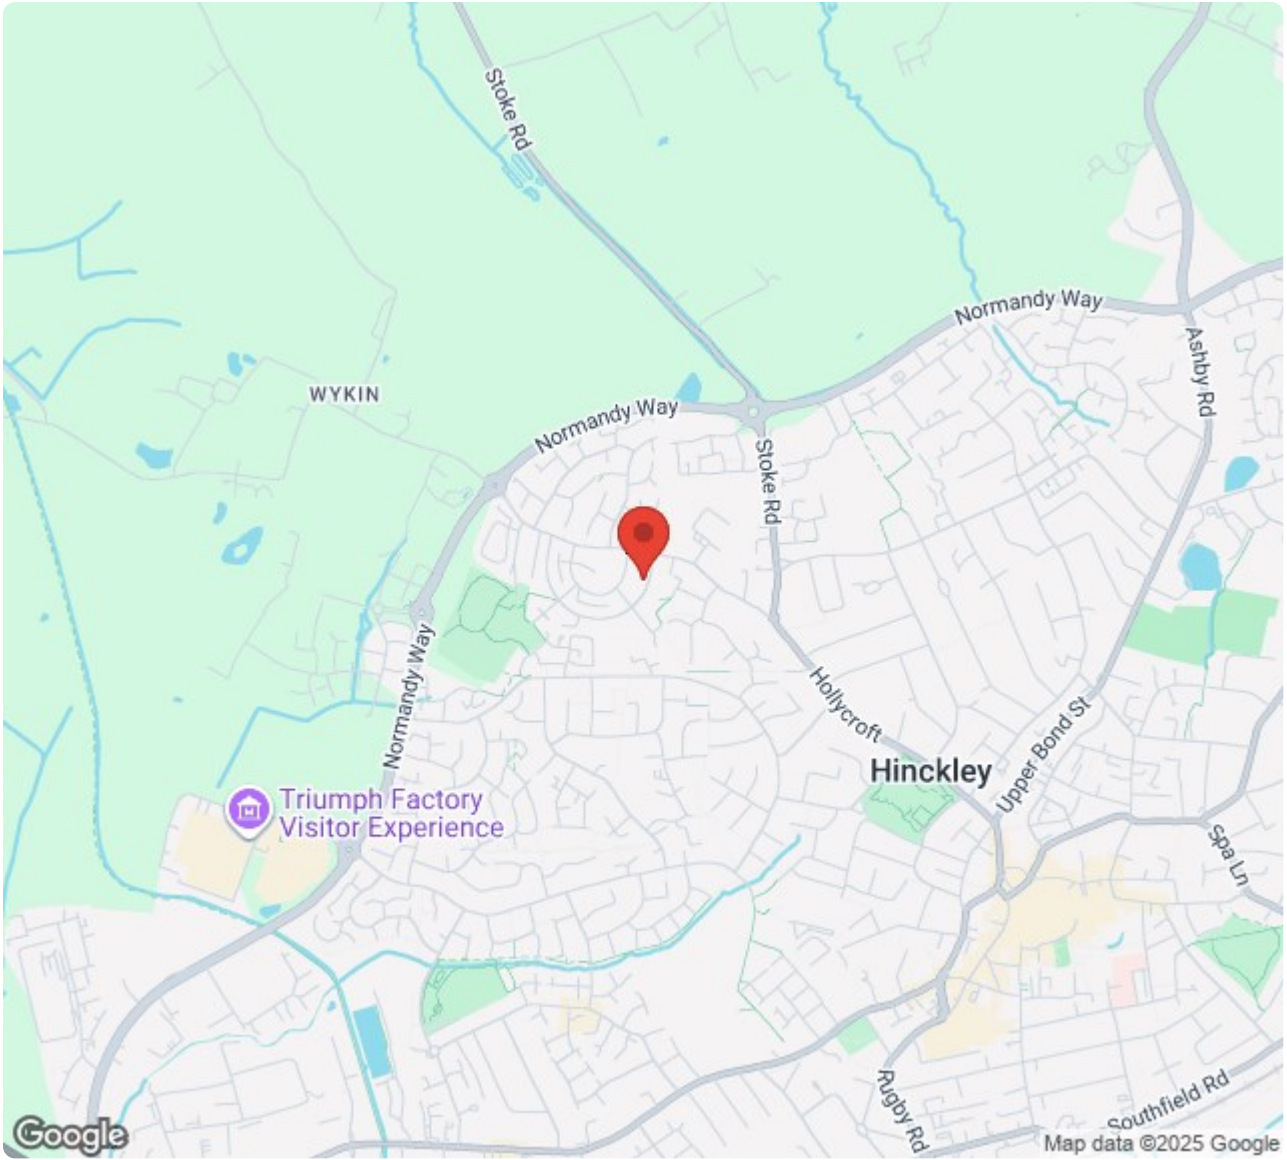 Stoke Rd
Normandy Way
Ashby Rd
WYKIN
Normandy Way
Stoke Rd
Normandy Way
Hollycroft
Upper Bond St
Hinckley
Triumph Factory
Visitor Experience
Spa Ln
Rugby Rd
Southfield Rd
Google
Map data ©2025 Google